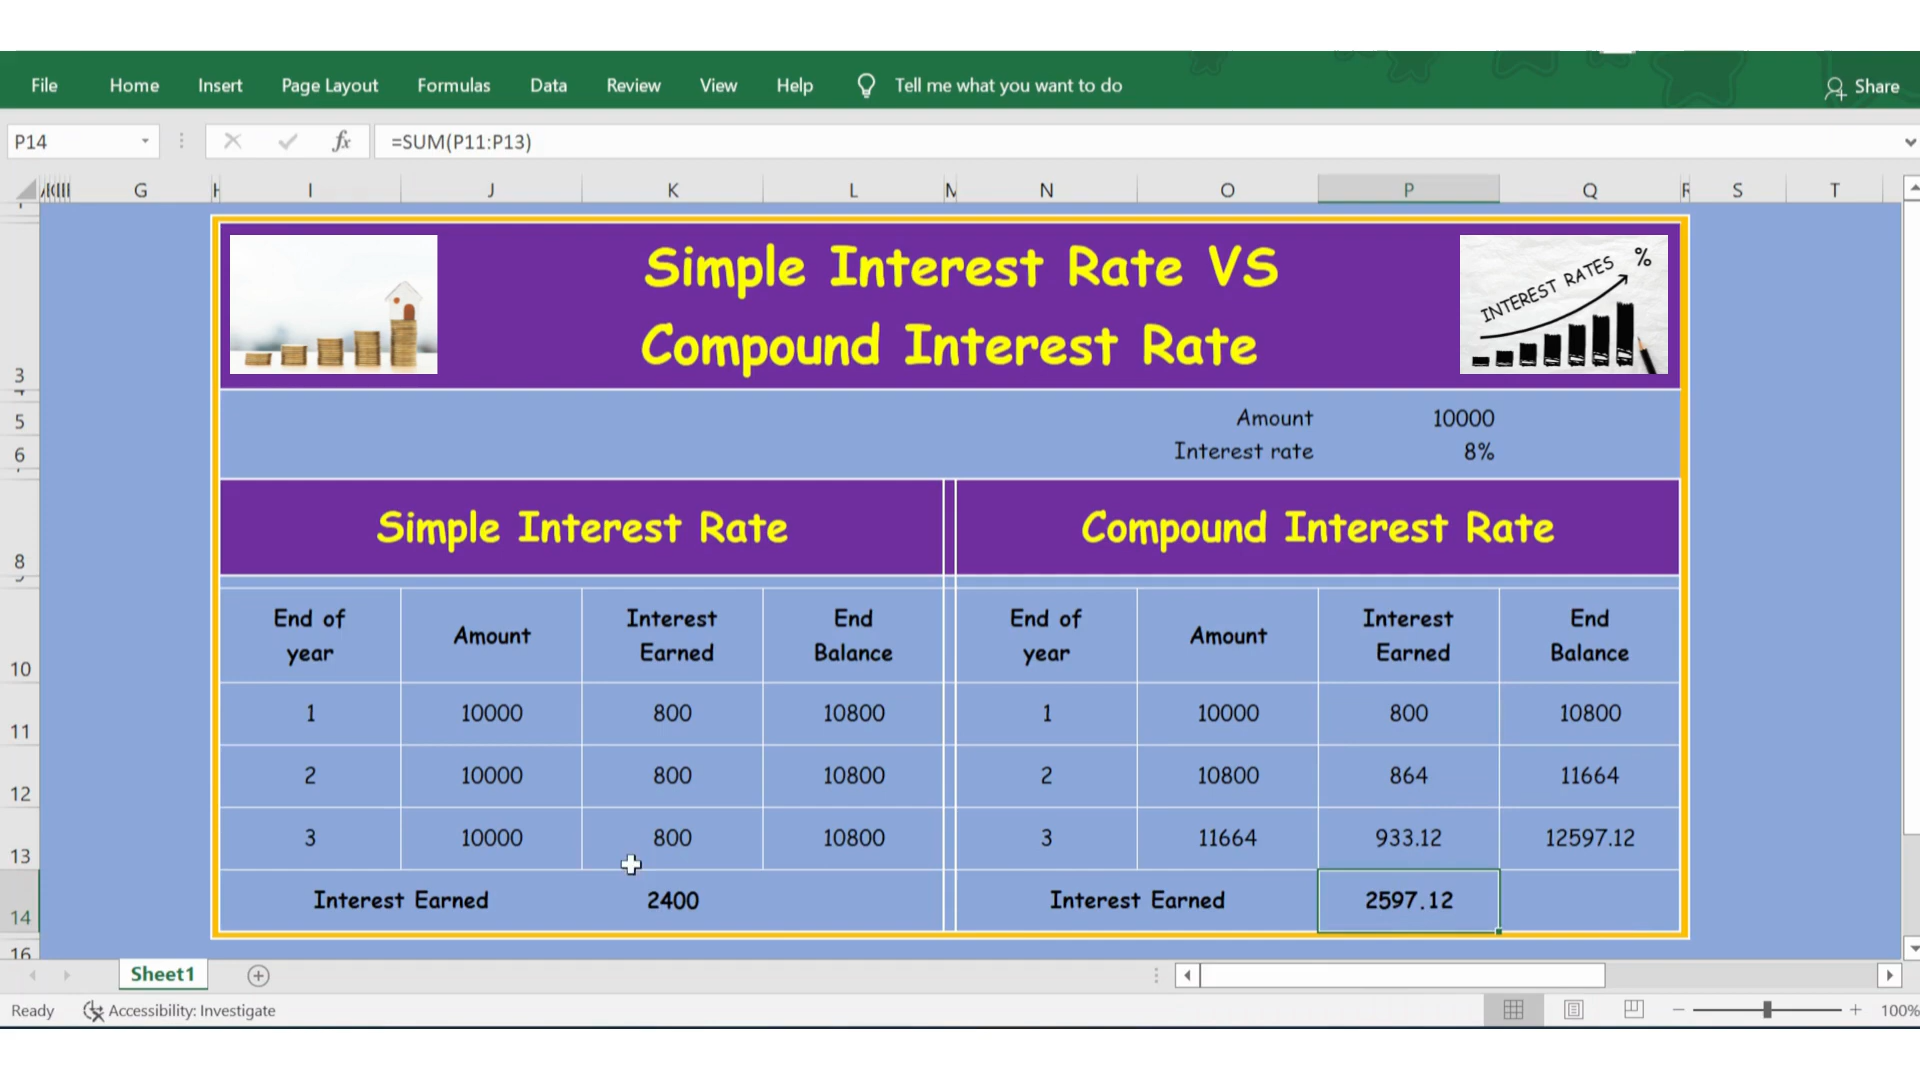 File Home Insert Page Layout Formulas Data Review View Help Tell me what you want to do Share
P14 fx =SUM(P11:P13)
G H I J K L M N O P Q R S T
Simple Interest Rate VS
Compound Interest Rate
INTEREST RATES %
3
5 Amount 10000
6 Interest rate 8%
8 Simple Interest Rate Compound Interest Rate
End of Interest End End of Interest End
Amount Amount
year Earned Balance year Earned Balance
10
11 1 10000 800 10800 1 10000 800 10800
12 2 10000 800 10800 2 10800 864 11664
13 3 10000 800 10800 3 11664 933.12 12597.12
14 Interest Earned 2400 Interest Earned 2597.12
16
Sheet1
Ready Accessibility: Investigate 100%